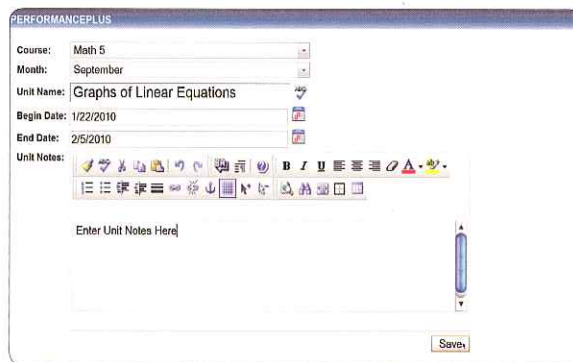 PERFORMANCEPLUS
Course: Math 5
Month: September
Unit Name: Graphs of Linear Equations
Begin Date: 1/22/2010
End Date: 2/5/2010
Unit Notes:
B I U A
Enter Unit Notes Here
Save